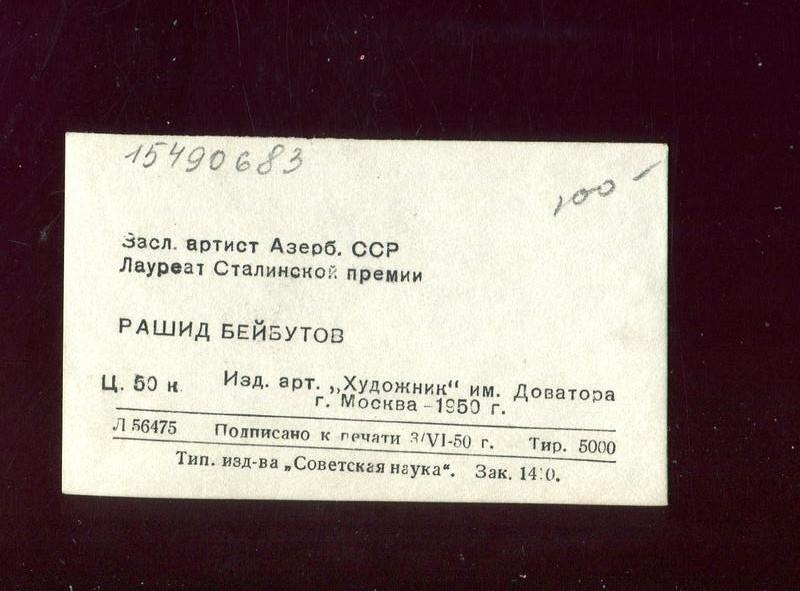 15490683
100-
Засл. артист Азерб. ССР
Лауреат Сталинской премии
РАШИД БЕЙБУТОВ
Ц. 50 к Изд. арт. „Художник“ им. Доватора
г. Москва-1950 г.
Л 56475 Подписано к печати 3/VI-50 г. Тир. 5000
Тип. изд-ва „Советская наука“. Зак.